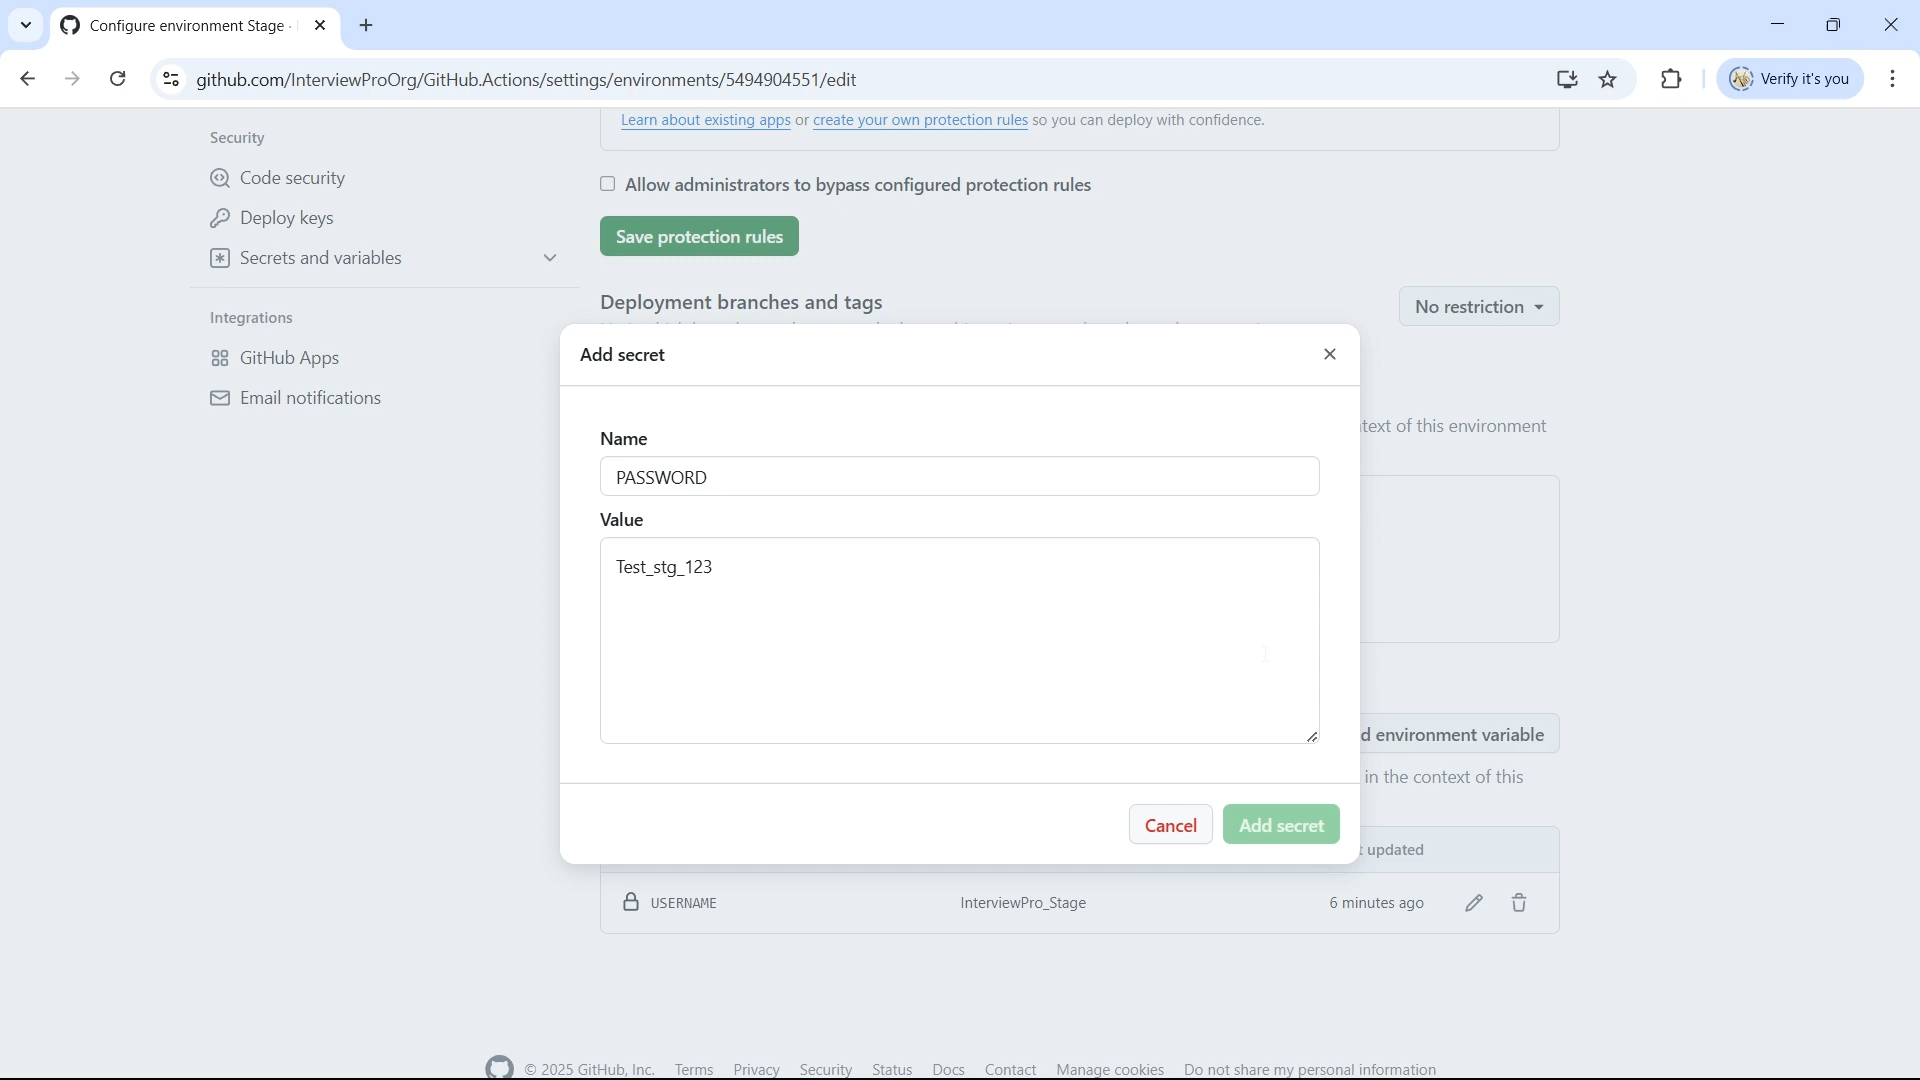 Configure environment Stage ·
github.com/InterviewProOrg/GitHub.Actions/settings/environments/5494904551/edit
Verify it's you
Learn about existing apps or create your own protection rules so you can deploy with confidence.
Security
Code security
Deploy keys
Secrets and variables
Integrations
GitHub Apps
Email notifications
Allow administrators to bypass configured protection rules
Save protection rules
Deployment branches and tags
No restriction
Add secret
Name
PASSWORD
Value
Test_stg_123
Cancel
Add secret
text of this environment
d environment variable
in the context of this
updated
USERNAME
InterviewPro_Stage
6 minutes ago
© 2025 GitHub, Inc.
Terms
Privacy
Security
Status
Docs
Contact
Manage cookies
Do not share my personal information